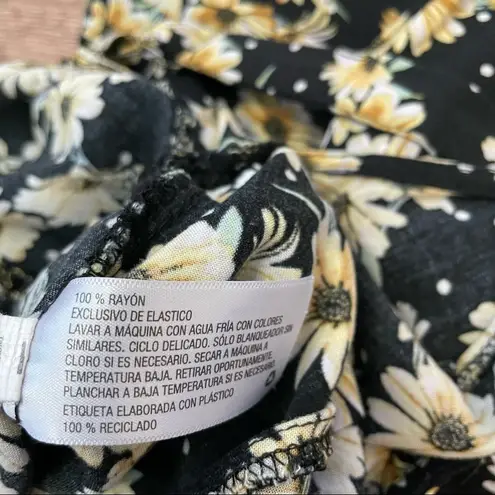 100 % RAYÓN
EXCLUSIVO DE ELASTICO
LAVAR A MÁQUINA CON AGUA FRÍA CON COLORES
SIMILARES. CICLO DELICADO. SÓLO BLANQUEADOR SIN
CLORO SI ES NECESARIO. SECAR A MÁQUINA A
TEMPERATURA BAJA. RETIRAR OPORTUNAMENTE.
PLANCHAR A BAJA TEMPERATURA SI ES NECESARIO.
ETIQUETA ELABORADA CON PLÁSTICO
100 % RECICLADO